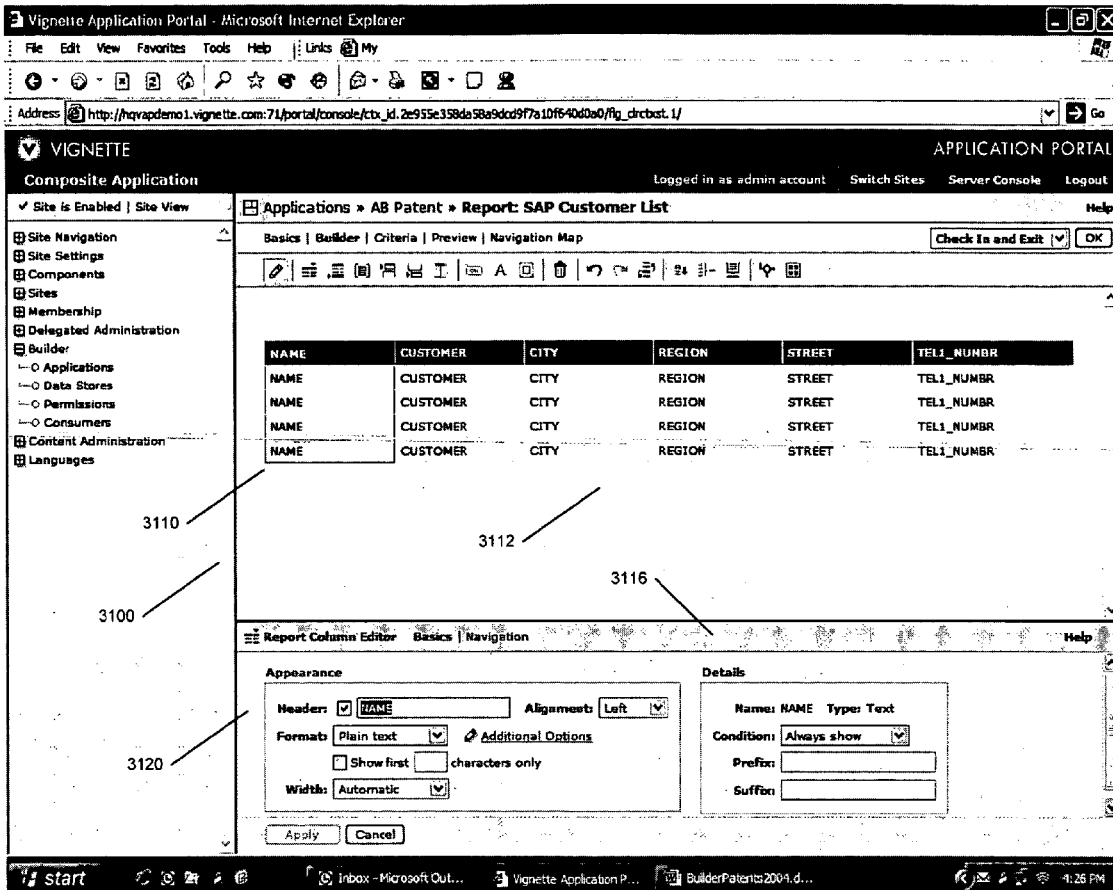 Vignette Application Portal - Microsoft Internet Explorer
File Edit View Favorites Tools Help Links My
Address http://hqvapdemo1.vignette.com:71/portal/console/ctx_id.2e955e358da58a9dcd9f7a10f640d0a0/flg_drctxst.1/ Go
VIGNETTE APPLICATION PORTAL
Composite Application Logged in as admin account Switch Sites Server Console Logout
✓ Site is Enabled | Site View
Applications » AB Patent » Report: SAP Customer List Help
Basics | Builder | Criteria | Preview | Navigation Map Check In and Exit OK
Site Navigation
Site Settings
Components
Sites
Membership
Delegated Administration
Builder
Applications
Data Stores
Permissions
Consumers
Content Administration
Languages
NAME CUSTOMER CITY REGION STREET TEL1_NUMBR
NAME CUSTOMER CITY REGION STREET TEL1_NUMBR
NAME CUSTOMER CITY REGION STREET TEL1_NUMBR
NAME CUSTOMER CITY REGION STREET TEL1_NUMBR
NAME CUSTOMER CITY REGION STREET TEL1_NUMBR
3110
3112
3116
3100
Report Column Editor Basics | Navigation Help
Appearance
Header: NAME Alignment: Left
Format: Plain text Additional Options
Show first characters only
Width: Automatic
Details
Name: NAME Type: Text
Condition: Always show
Prefix:
Suffix:
3120
Apply Cancel
start Inbox - Microsoft Out... Vignette Application P... BuilderPatents2004.d... 4:26 PM